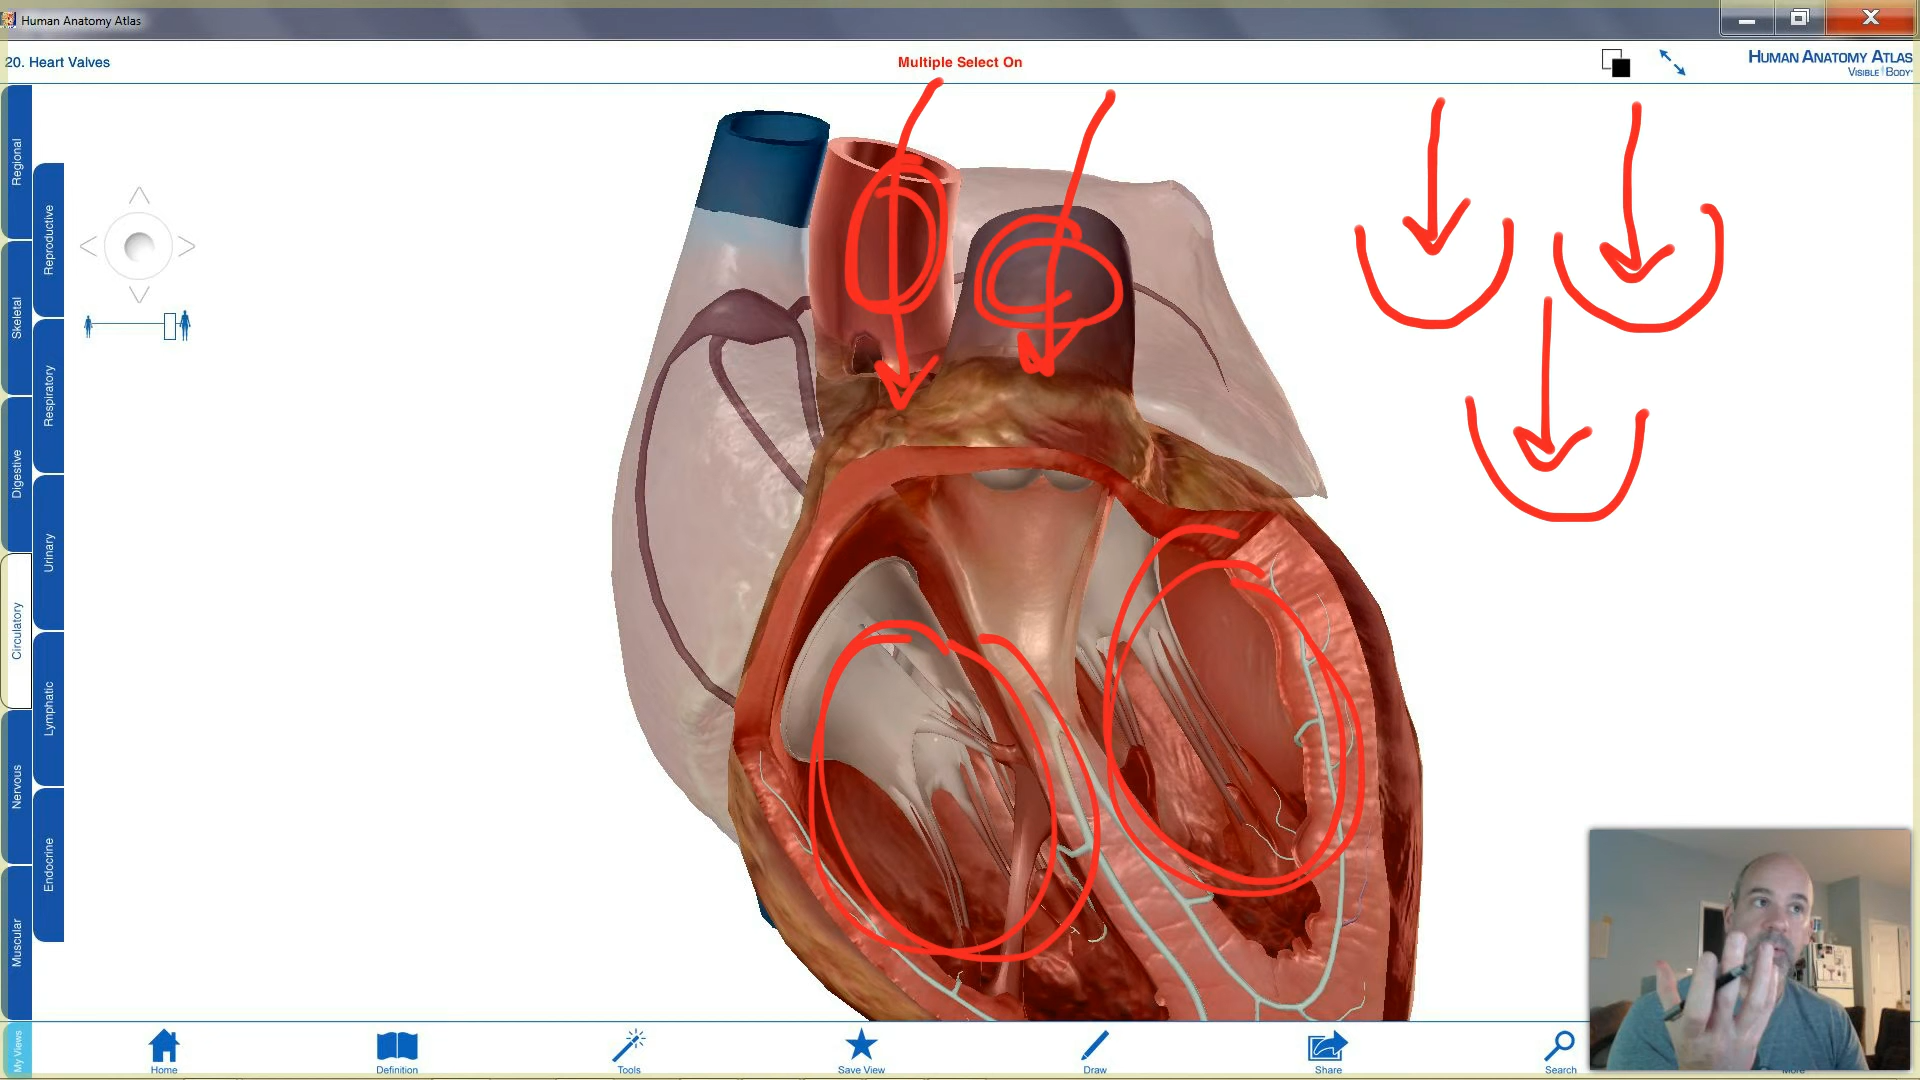 Human Anatomy Atlas
20. Heart Valves
Multiple Select On
HUMAN ANATOMY ATLAS
VISIBLE BODY
Regional
Skeletal
Digestive
Circulatory
Nervous
Muscular
My Views
Reproductive
Respiratory
Urinary
Lymphatic
Endocrine
Home
Definition
Tools
Save View
Draw
Share
Search
More